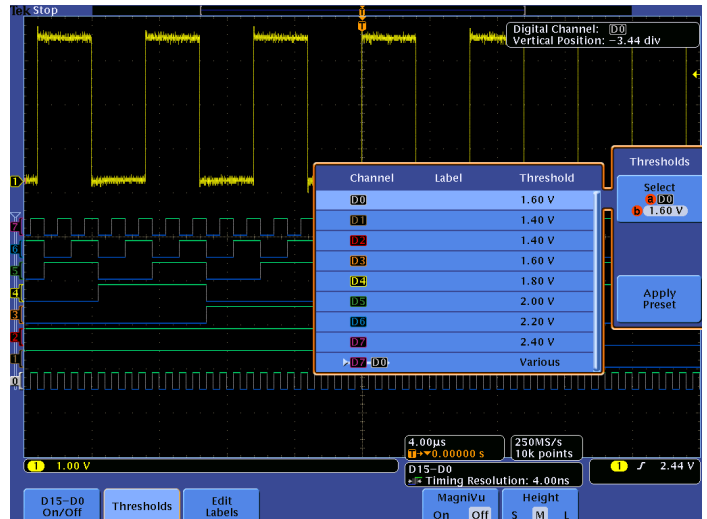 Tek Stop
T
T
Digital Channel: D0
Vertical Position: −3.44 div
Thresholds
Channel Label Threshold
D0 1.60 V
D1 1.40 V
D2 1.40 V
D3 1.60 V
D4 1.80 V
D5 2.00 V
D6 2.20 V
D7 2.40 V
D7-D0 Various
Select
a D0
b 1.60 V
Apply
Preset
1
7
6
5
4
3
2
1
0
4.00µs
T→▼0.00000 s
250MS/s
10k points
1 1.00 V
D15−D0
Timing Resolution: 4.00ns
1 2.44 V
D15−D0
On/Off
Thresholds
Edit
Labels
MagniVu
On Off
Height
S M L